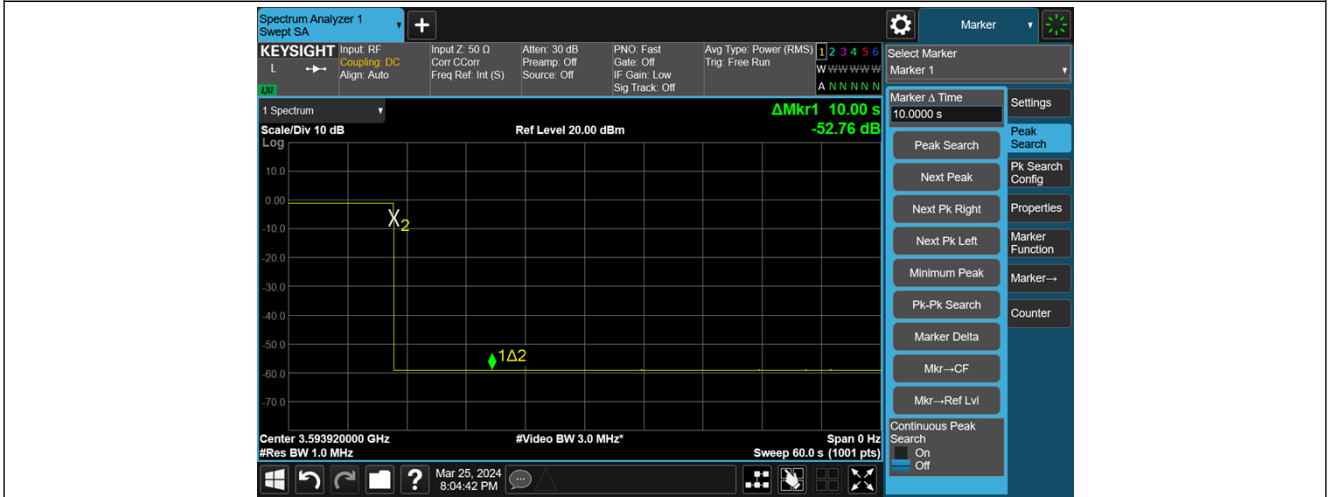 Spectrum Analyzer 1
Swept SA
+
Marker
KEYSIGHT
L
LXI
Input: RF
Coupling: DC
Align: Auto
Input Z: 50 Ω
Corr CCorr
Freq Ref: Int (S)
Atten: 30 dB
Preamp: Off
Source: Off
PNO: Fast
Gate: Off
IF Gain: Low
Sig Track: Off
Avg Type: Power (RMS)
Trig: Free Run
1 2 3 4 5 6
W W W W W W
A N N N N N
Select Marker
Marker 1
1 Spectrum
ΔMkr1 10.00 s
Scale/Div 10 dB
Ref Level 20.00 dBm
-52.76 dB
Log
10.0
0.00
-10.0
-20.0
-30.0
-40.0
-50.0
-60.0
-70.0
X2
1Δ2
Center 3.593920000 GHz
#Video BW 3.0 MHz*
Span 0 Hz
#Res BW 1.0 MHz
Sweep 60.0 s (1001 pts)
Marker Δ Time
10.0000 s
Peak Search
Next Peak
Next Pk Right
Next Pk Left
Minimum Peak
Pk-Pk Search
Marker Delta
Mkr→CF
Mkr→Ref Lvl
Continuous Peak
Search
On
Off
Settings
Peak
Search
Pk Search
Config
Properties
Marker
Function
Marker→
Counter
?
Mar 25, 2024
8:04:42 PM